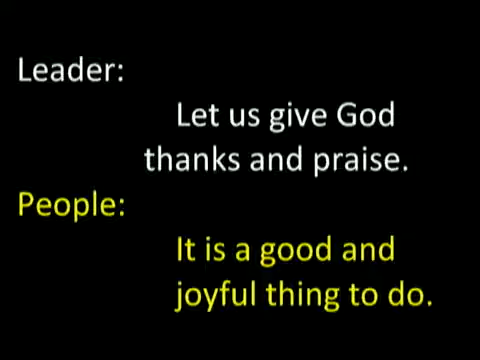 Leader:
Let us give God
thanks and praise.
People:
It is a good and
joyful thing to do.